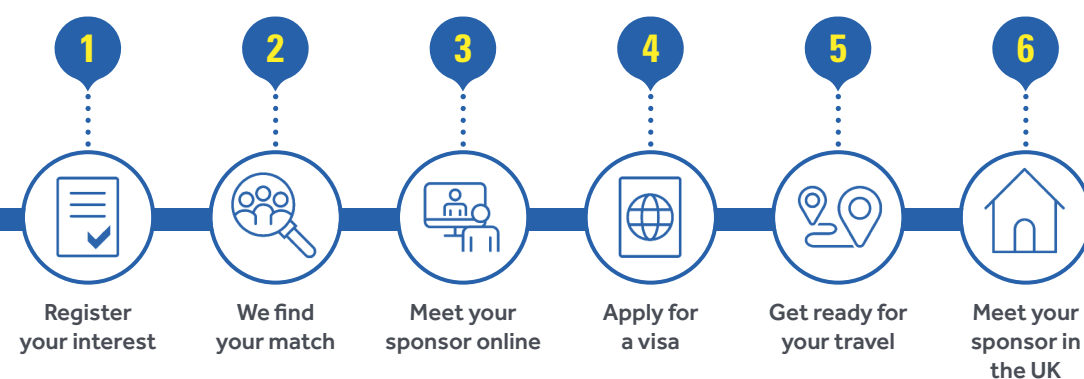 1
2
3
4
5
6
Register
your interest
We find
your match
Meet your
sponsor online
Apply for
a visa
Get ready for
your travel
Meet your
sponsor in
the UK